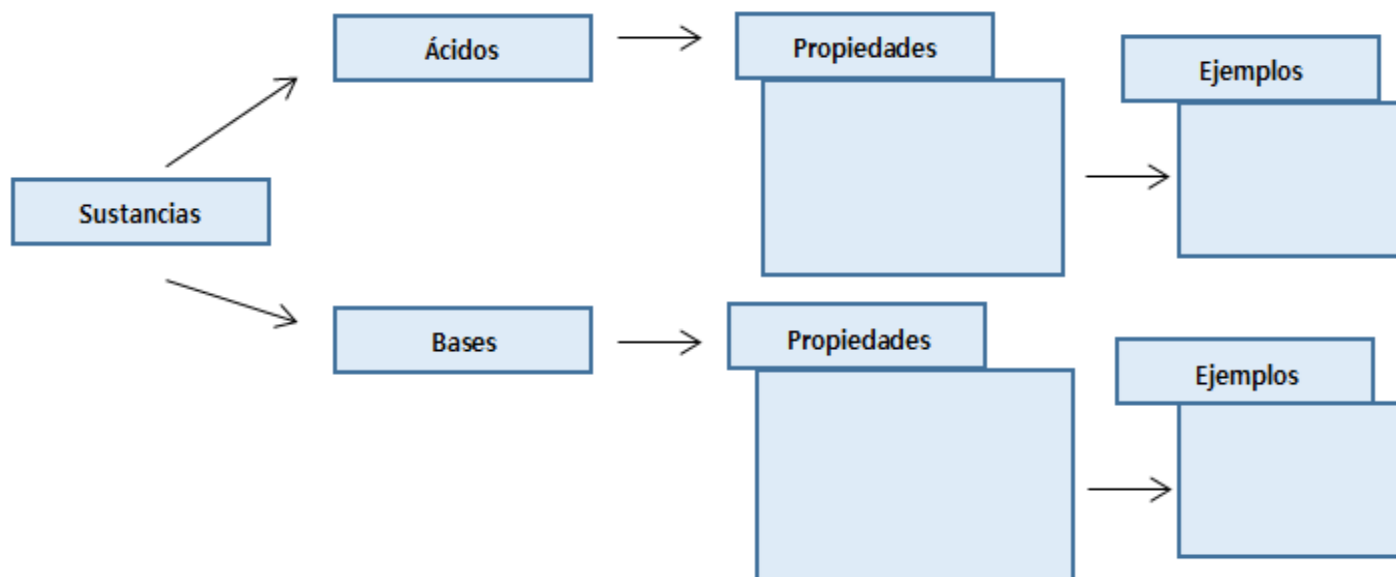 Ácidos
Propiedades
Ejemplos
Sustancias
Bases
Propiedades
Ejemplos